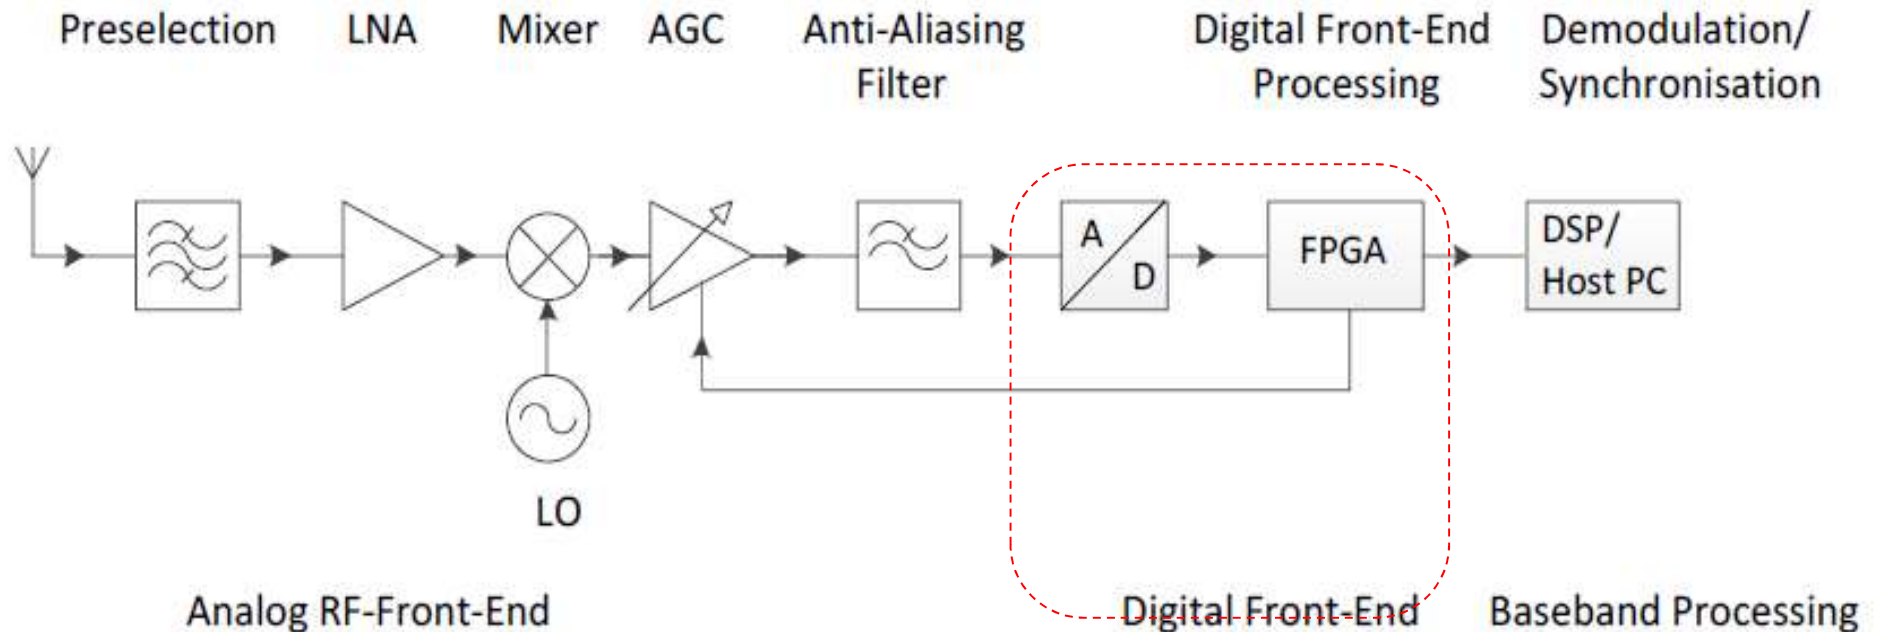 Preselection LNA Mixer AGC Anti-Aliasing Digital Front-End Demodulation/
Filter Processing Synchronisation
A
D
FPGA
DSP/
Host PC
LO
Analog RF-Front-End Digital Front-End Baseband Processing